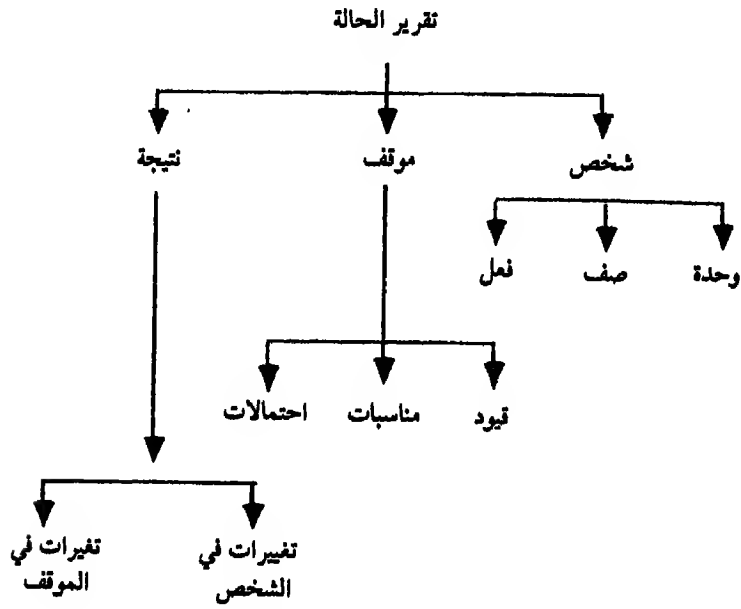 تقرير الحالة
شخص
موقف
نتيجة
وحدة
صف
فعل
قيود
مناسبات
احتمالات
تغييرات في
الشخص
تغيرات في
الموقف